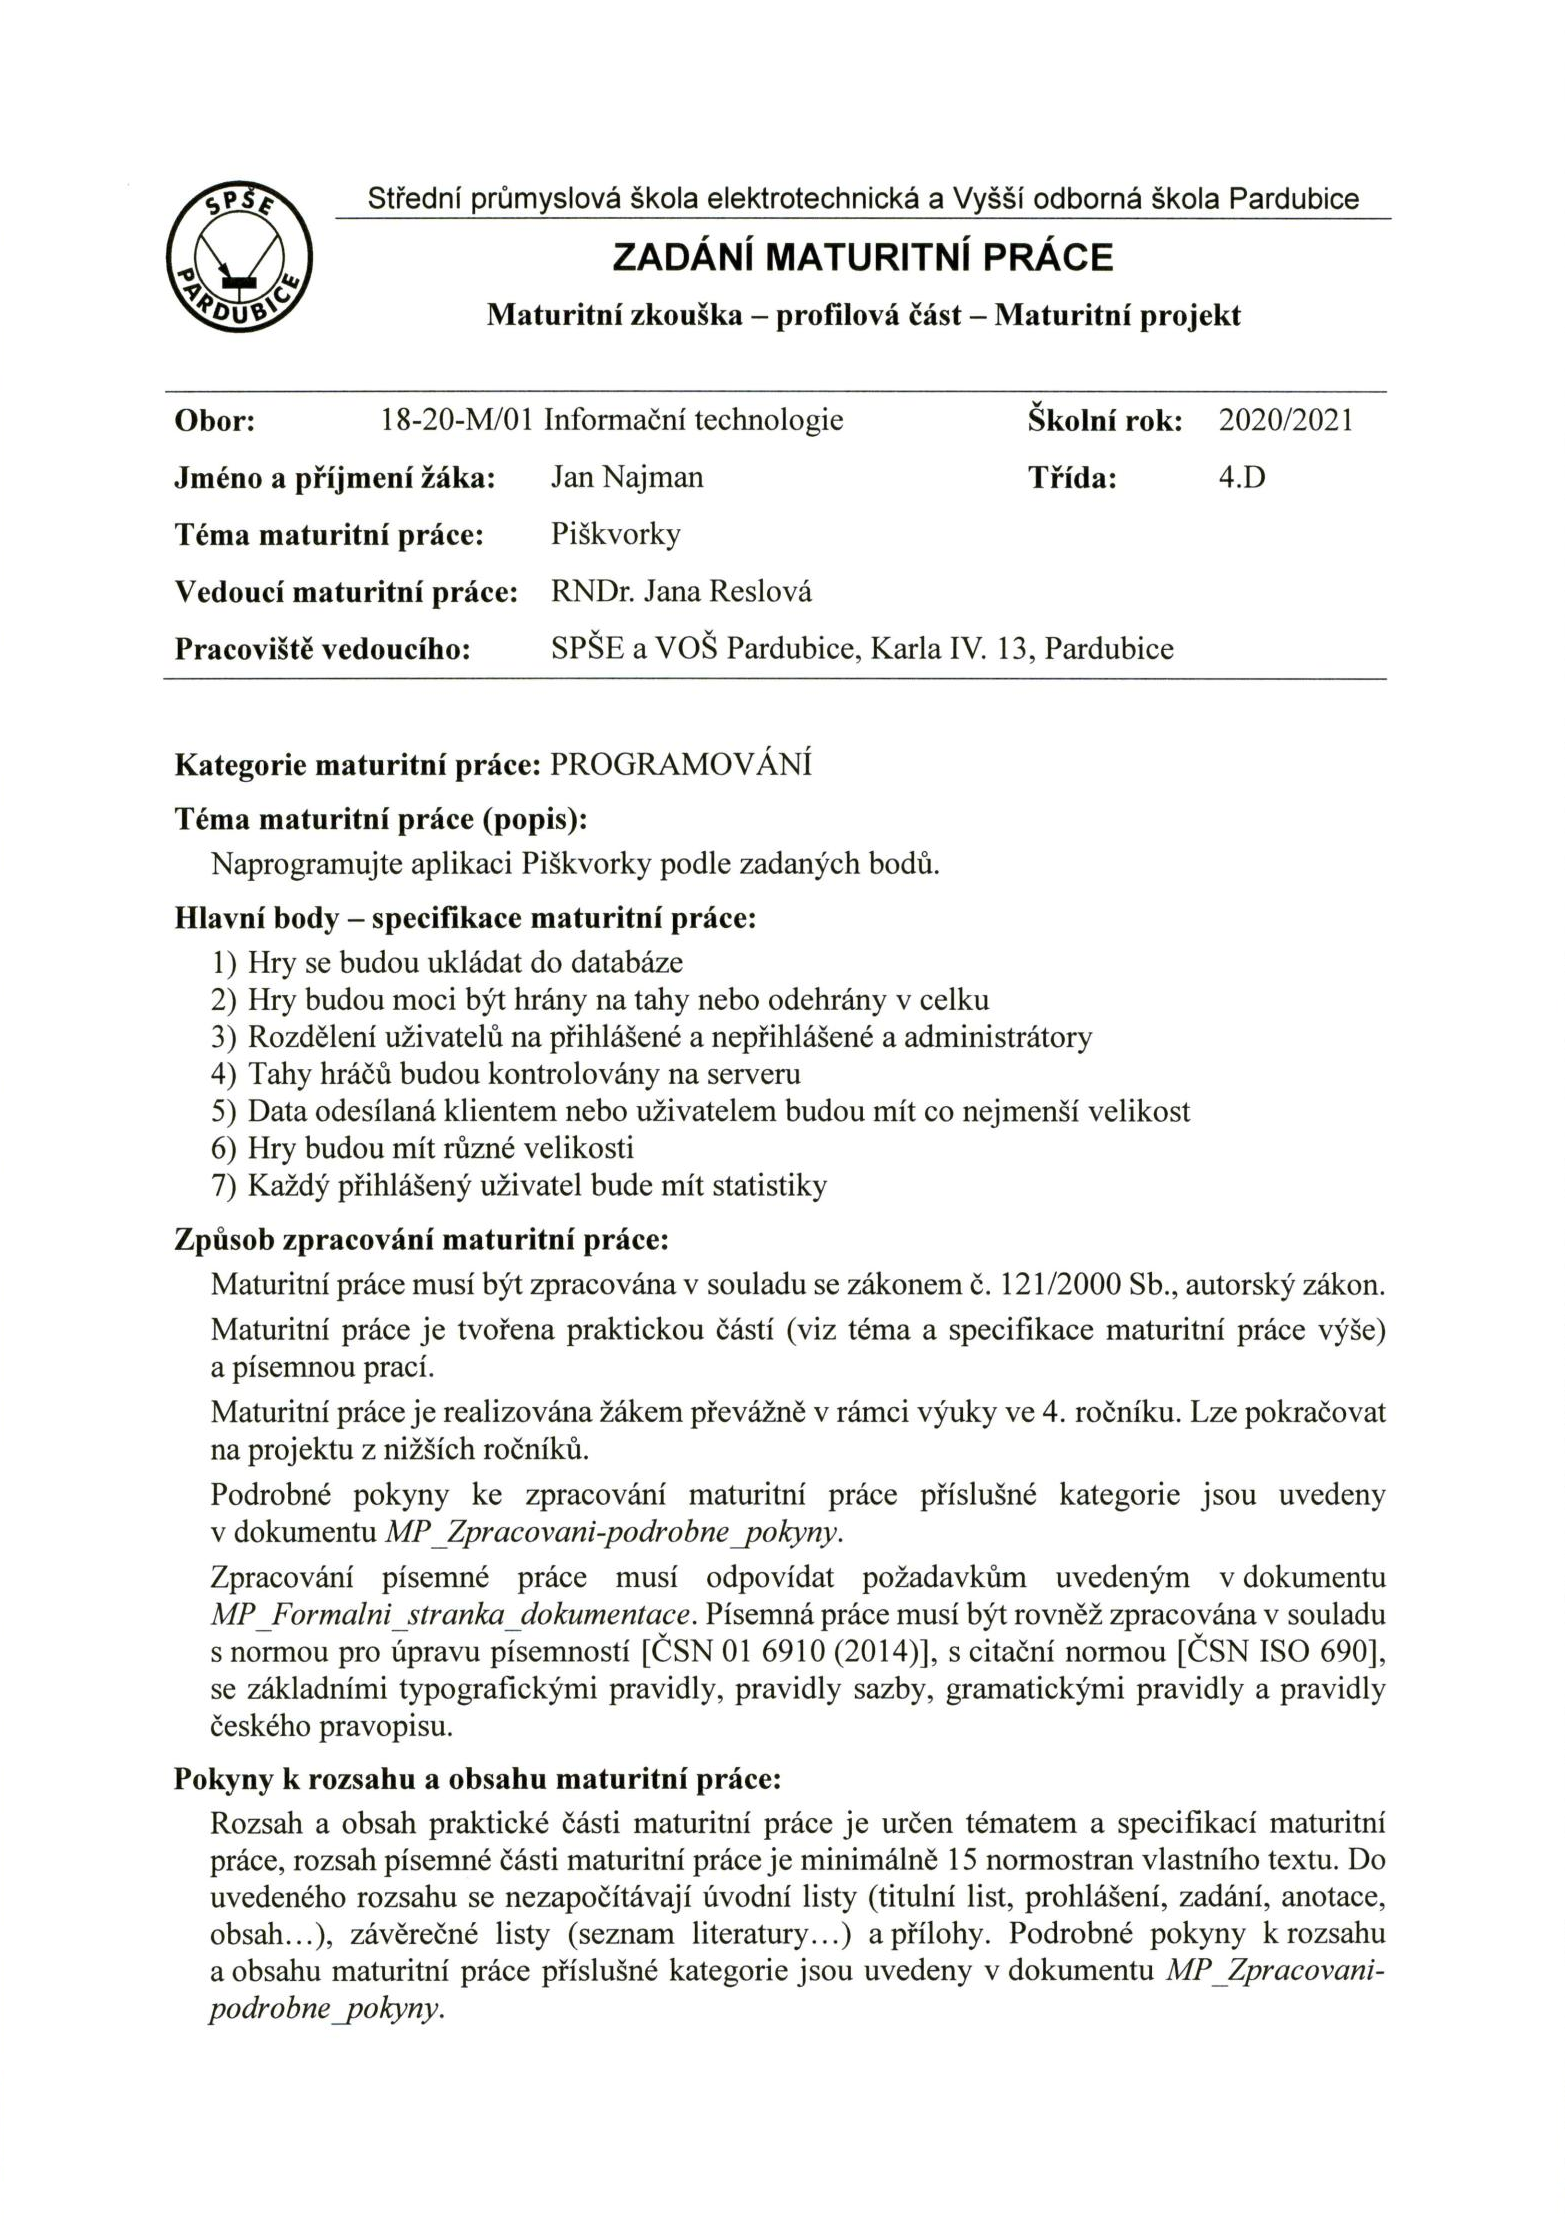 SPŠE
PARDUBICE
Střední průmyslová škola elektrotechnická a Vyšší odborná škola Pardubice
ZADÁNÍ MATURITNÍ PRÁCE
Maturitní zkouška – profilová část – Maturitní projekt
Obor: 18-20-M/01 Informační technologie Školní rok: 2020/2021
Jméno a příjmení žáka: Jan Najman Třída: 4.D
Téma maturitní práce: Piškvorky
Vedoucí maturitní práce: RNDr. Jana Reslová
Pracoviště vedoucího: SPŠE a VOŠ Pardubice, Karla IV. 13, Pardubice
Kategorie maturitní práce: PROGRAMOVÁNÍ
Téma maturitní práce (popis):
Naprogramujte aplikaci Piškvorky podle zadaných bodů.
Hlavní body – specifikace maturitní práce:
1) Hry se budou ukládat do databáze
2) Hry budou moci být hrány na tahy nebo odehrány v celku
3) Rozdělení uživatelů na přihlášené a nepřihlášené a administrátory
4) Tahy hráčů budou kontrolovány na serveru
5) Data odesílaná klientem nebo uživatelem budou mít co nejmenší velikost
6) Hry budou mít různé velikosti
7) Každý přihlášený uživatel bude mít statistiky
Způsob zpracování maturitní práce:
Maturitní práce musí být zpracována v souladu se zákonem č. 121/2000 Sb., autorský zákon.
Maturitní práce je tvořena praktickou částí (viz téma a specifikace maturitní práce výše)
a písemnou prací.
Maturitní práce je realizována žákem převážně v rámci výuky ve 4. ročníku. Lze pokračovat
na projektu z nižších ročníků.
Podrobné pokyny ke zpracování maturitní práce příslušné kategorie jsou uvedeny
v dokumentu MP_Zpracovani-podrobne_pokyny.
Zpracování písemné práce musí odpovídat požadavkům uvedeným v dokumentu
MP_Formalni_stranka_dokumentace. Písemná práce musí být rovněž zpracována v souladu
s normou pro úpravu písemností [ČSN 01 6910 (2014)], s citační normou [ČSN ISO 690],
se základními typografickými pravidly, pravidly sazby, gramatickými pravidly a pravidly
českého pravopisu.
Pokyny k rozsahu a obsahu maturitní práce:
Rozsah a obsah praktické části maturitní práce je určen tématem a specifikací maturitní
práce, rozsah písemné části maturitní práce je minimálně 15 normostran vlastního textu. Do
uvedeného rozsahu se nezapočítávají úvodní listy (titulní list, prohlášení, zadání, anotace,
obsah…), závěrečné listy (seznam literatury…) a přílohy. Podrobné pokyny k rozsahu
a obsahu maturitní práce příslušné kategorie jsou uvedeny v dokumentu MP_Zpracovani-
podrobne_pokyny.